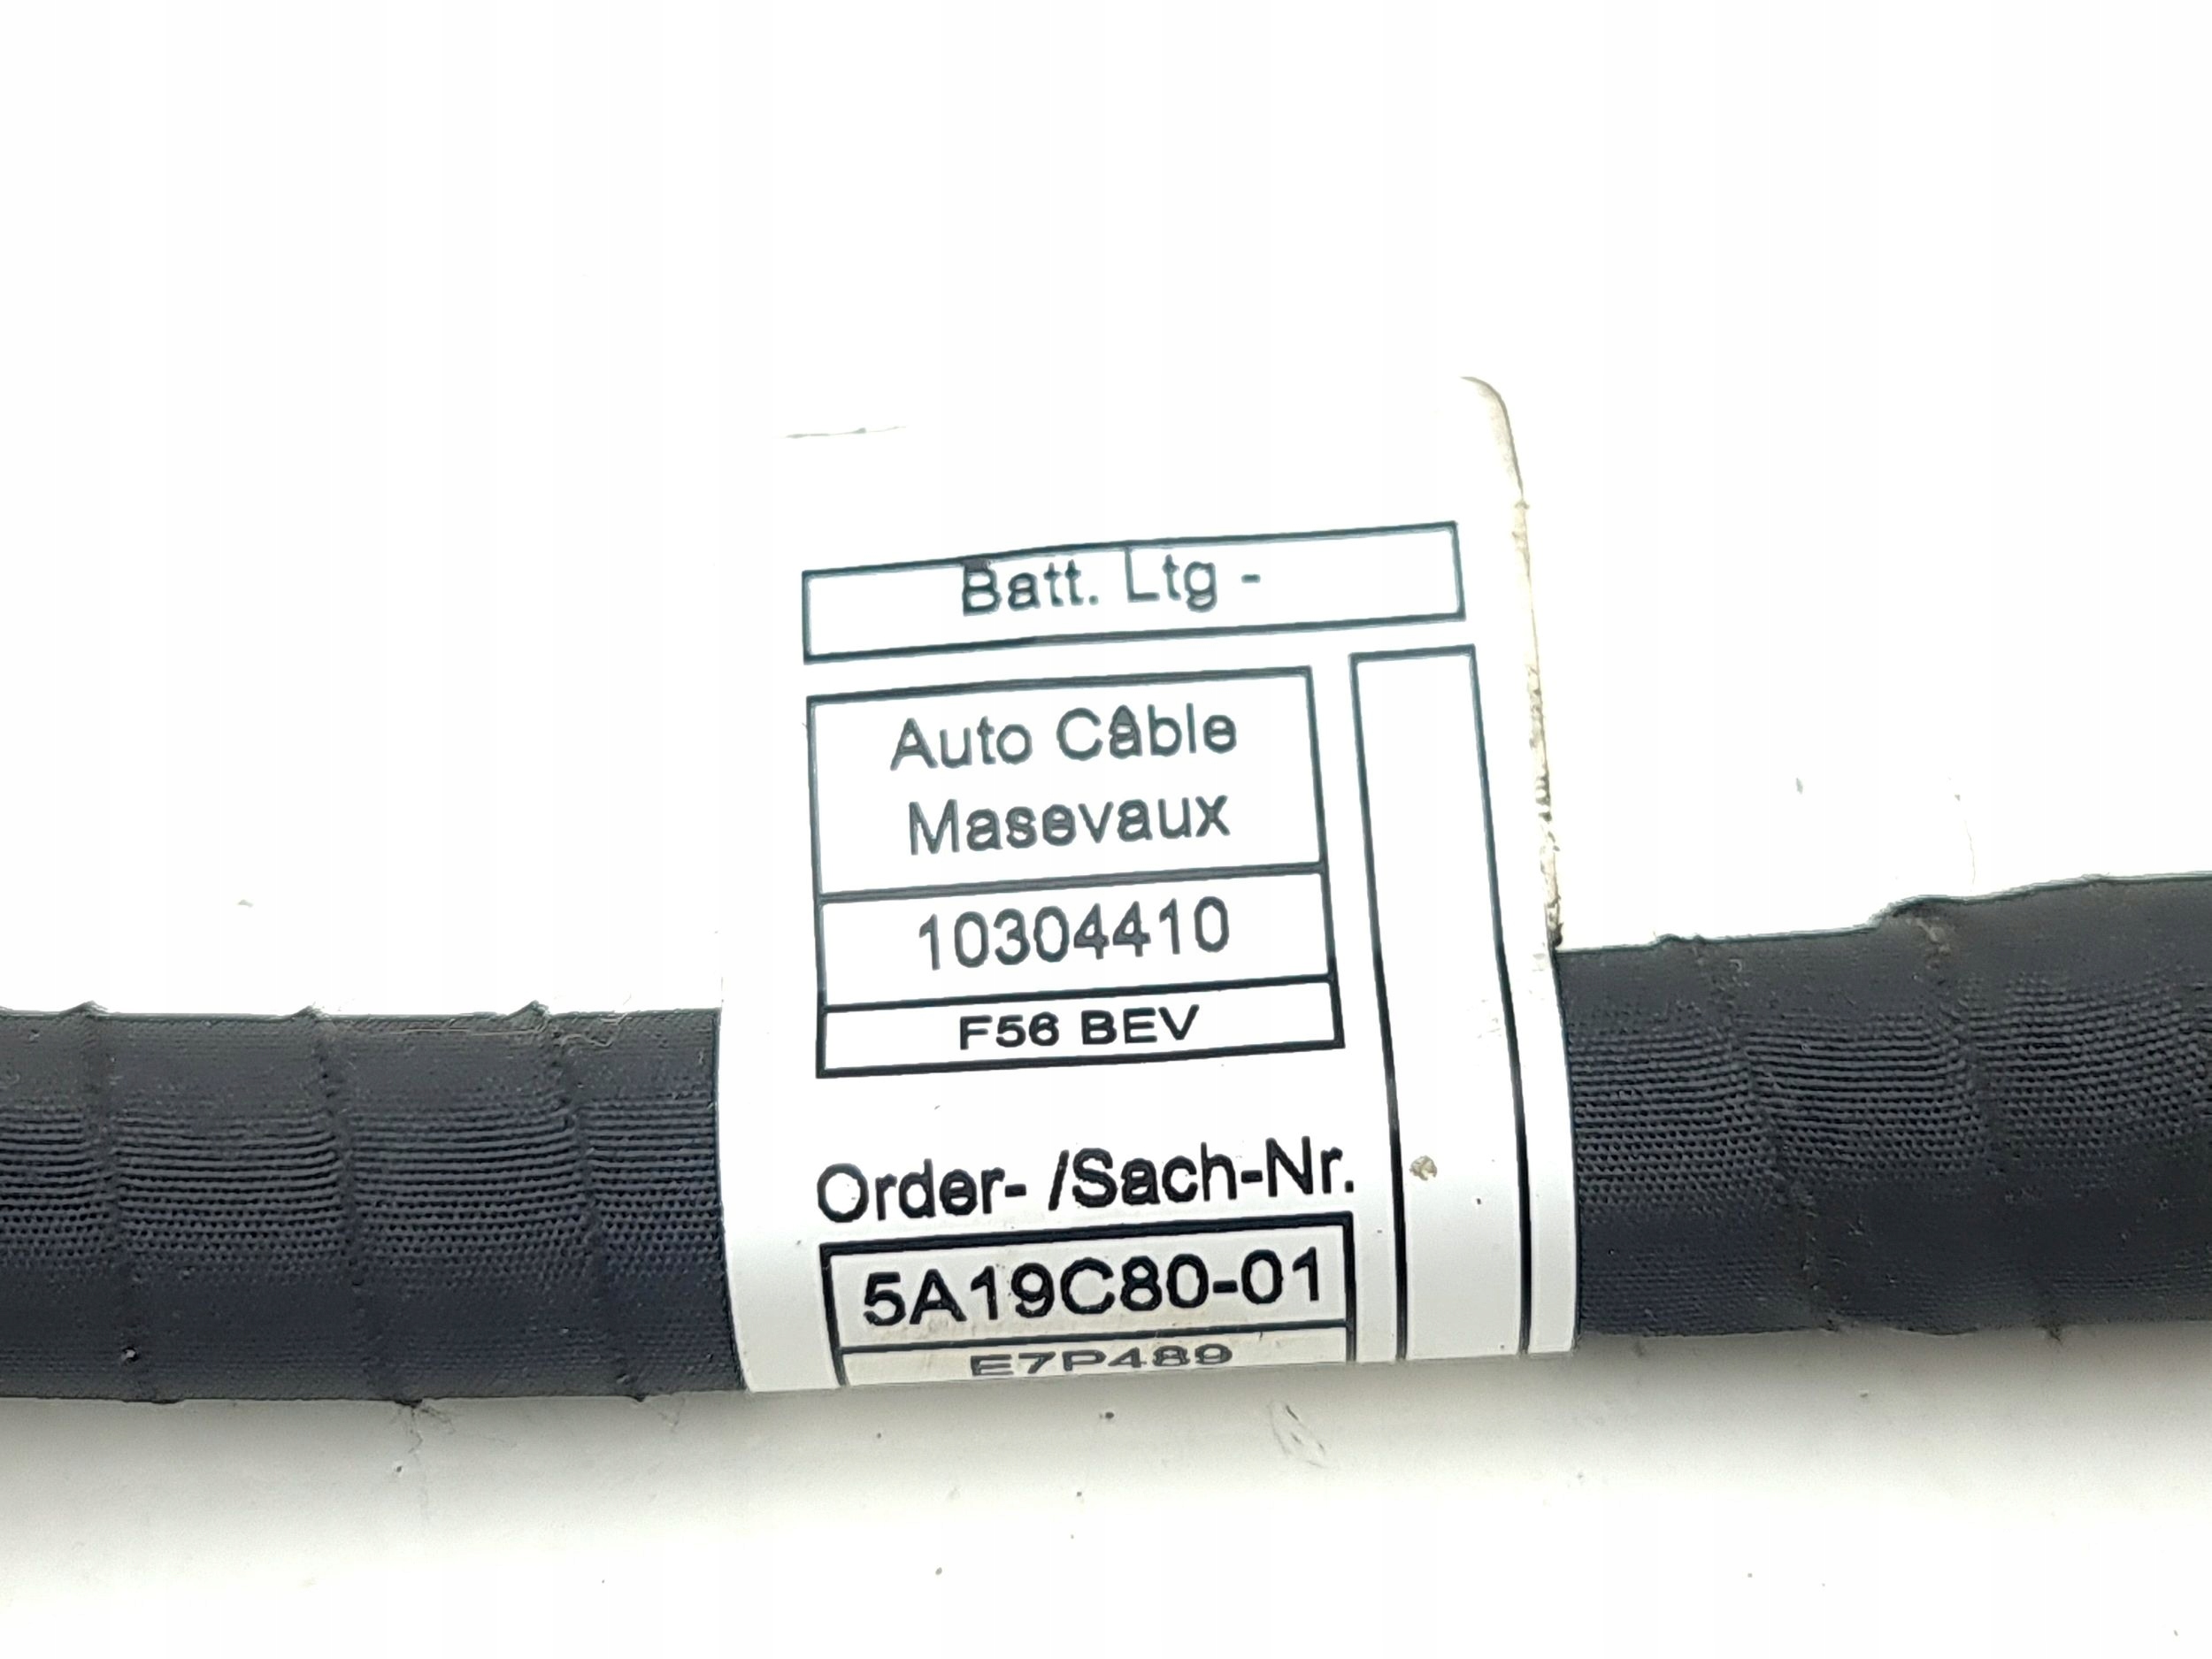 Batt. Ltg -
Auto Câble
Masevaux
10304410
F56 BEV
Order- /Sach-Nr.
5A19C80-01
E7P489